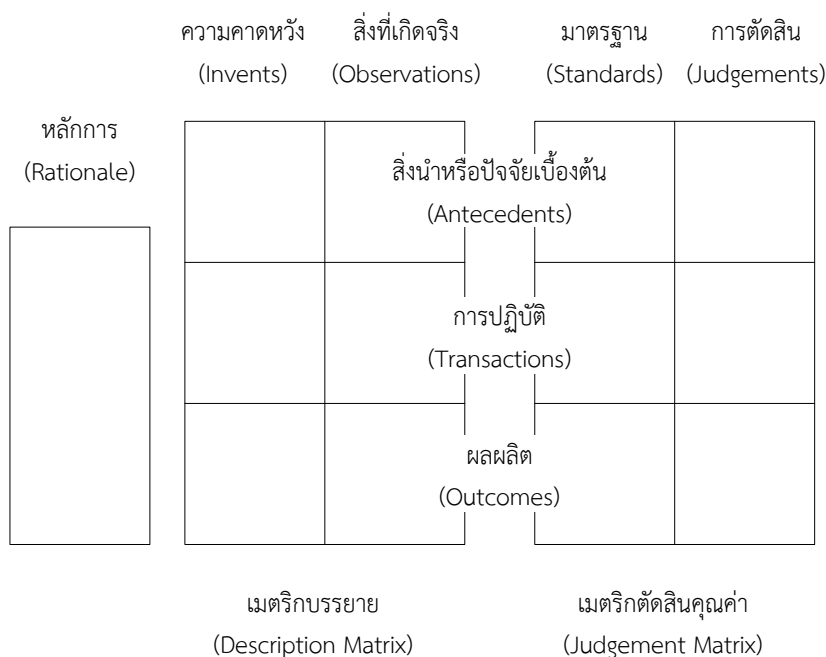 ความคาดหวัง สิ่งที่เกิดจริง มาตรฐาน การตัดสิน
(Invents) (Observations) (Standards) (Judgements)
หลักการ
(Rationale)
สิ่งนำหรือปัจจัยเบื้องต้น
(Antecedents)
การปฏิบัติ
(Transactions)
ผลผลิต
(Outcomes)
เมตริกบรรยาย เมตริกตัดสินคุณค่า
(Description Matrix) (Judgement Matrix)